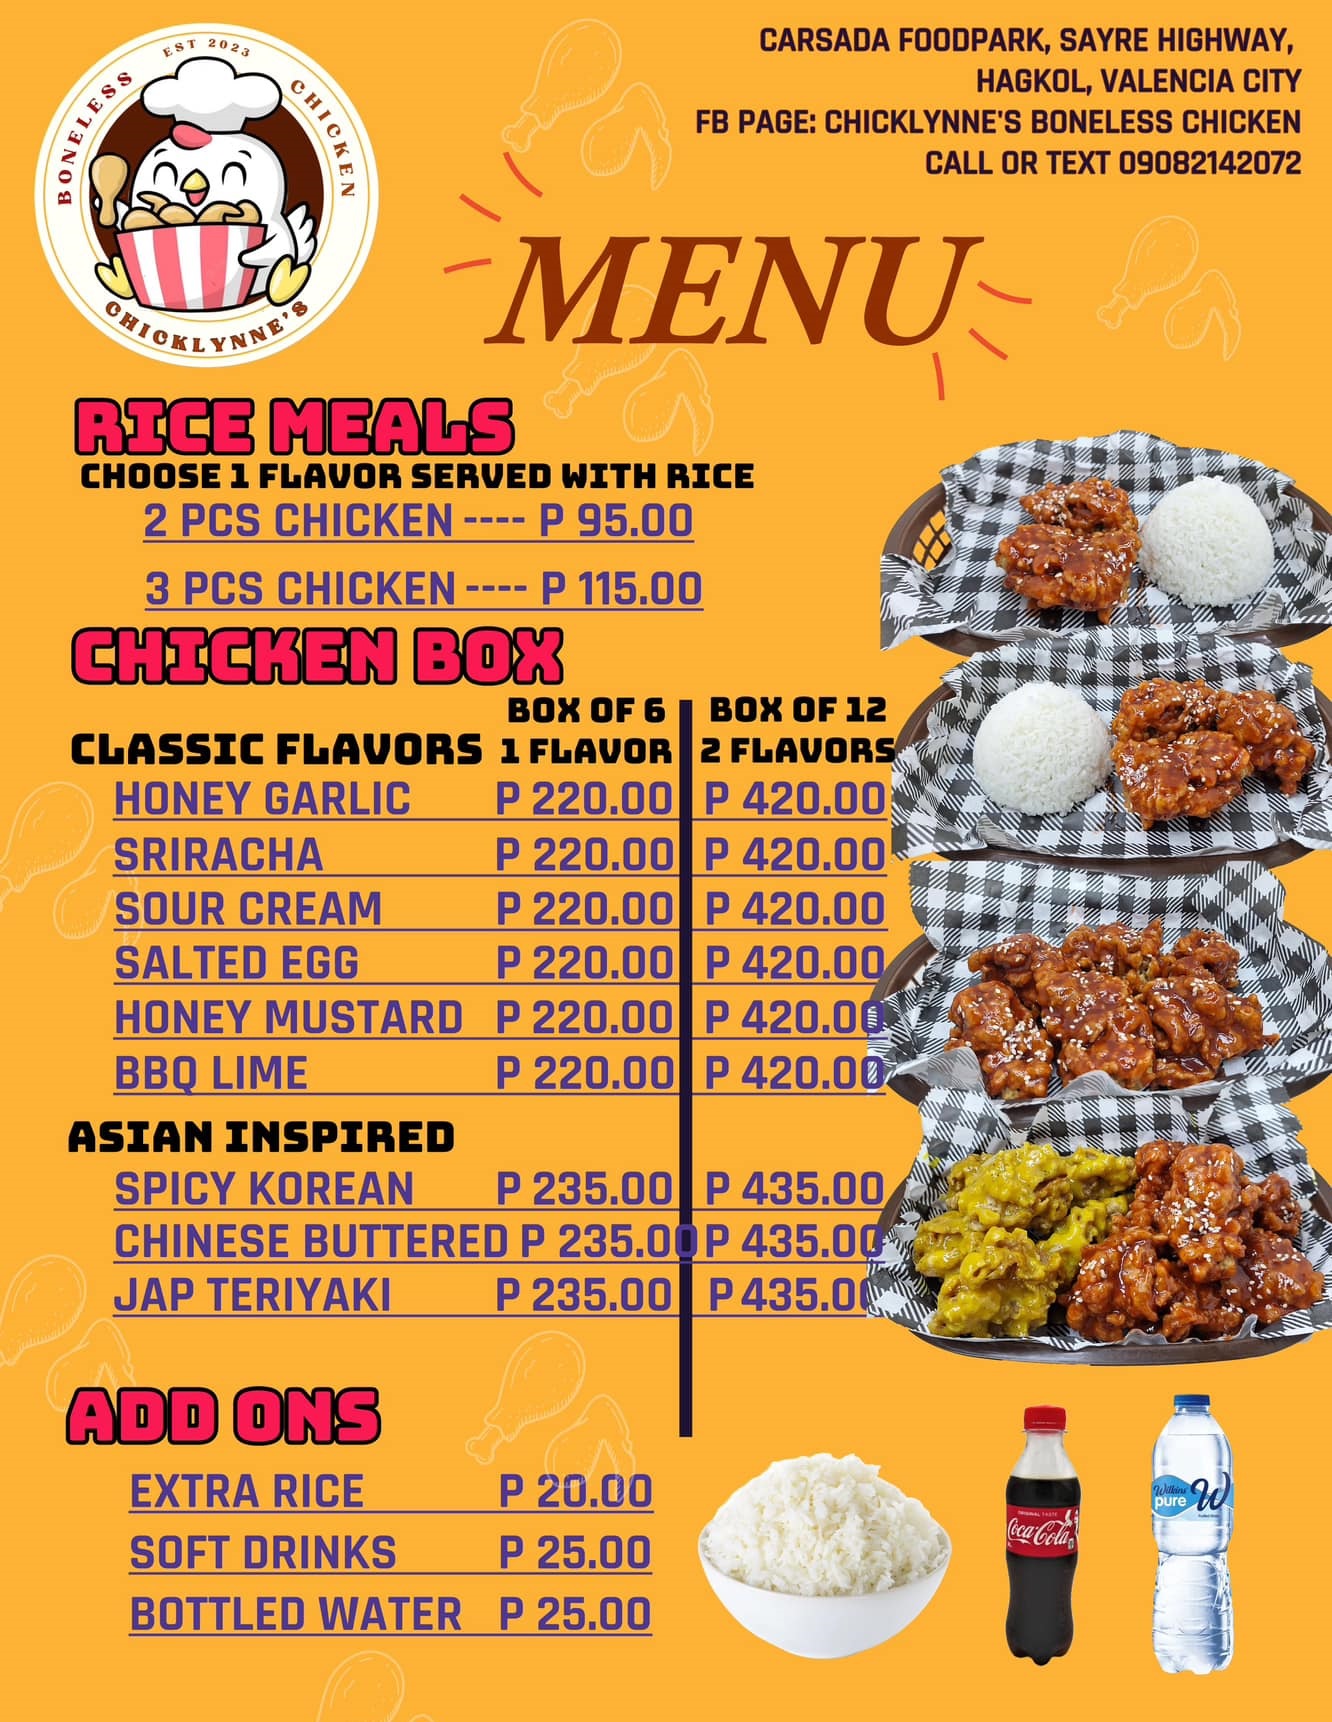 EST 2023
BONELESS CHICKEN
CHICKLYNNE'S
CARSADA FOODPARK, SAYRE HIGHWAY,
HAGKOL, VALENCIA CITY
FB PAGE: CHICKLYNNE'S BONELESS CHICKEN
CALL OR TEXT 09082142072
MENU
RICE MEALS
CHOOSE 1 FLAVOR SERVED WITH RICE
2 PCS CHICKEN ---- P 95.00
3 PCS CHICKEN ---- P 115.00
CHICKEN BOX
BOX OF 6 BOX OF 12
CLASSIC FLAVORS 1 FLAVOR 2 FLAVORS
HONEY GARLIC P 220.00 P 420.00
SRIRACHA P 220.00 P 420.00
SOUR CREAM P 220.00 P 420.00
SALTED EGG P 220.00 P 420.00
HONEY MUSTARD P 220.00 P 420.00
BBQ LIME P 220.00 P 420.00
ASIAN INSPIRED
SPICY KOREAN P 235.00 P 435.00
CHINESE BUTTERED P 235.00 P 435.00
JAP TERIYAKI P 235.00 P 435.00
ADD ONS
EXTRA RICE P 20.00
SOFT DRINKS P 25.00
BOTTLED WATER P 25.00
ORIGINAL TASTE
Coca-Cola
Wilkins
pure W